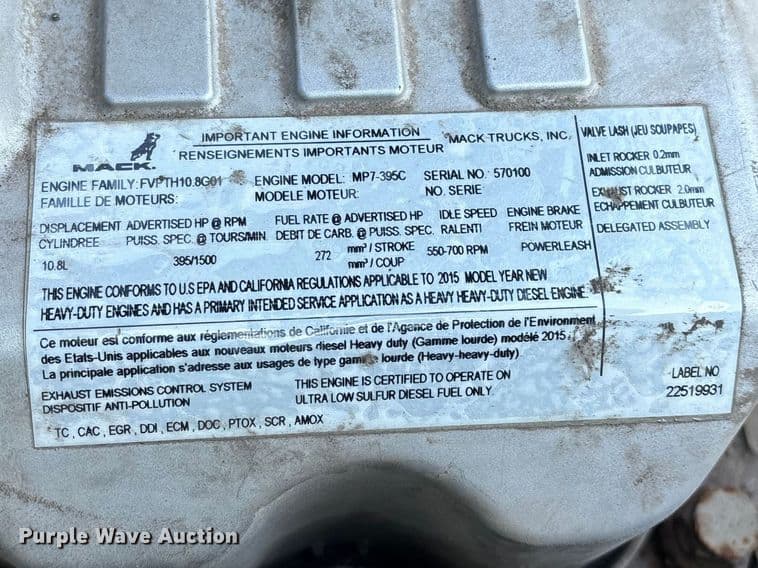 MACK.
IMPORTANT ENGINE INFORMATION MACK TRUCKS, INC.
RENSEIGNEMENTS IMPORTANTS MOTEUR
ENGINE FAMILY: FVPTH10.8G01 ENGINE MODEL: MP7-395C SERIAL NO. 570100
FAMILLE DE MOTEURS: MODELE MOTEUR: NO. SERIE
DISPLACEMENT ADVERTISED HP @ RPM FUEL RATE @ ADVERTISED HP IDLE SPEED ENGINE BRAKE
CYLINDREE PUISS. SPEC. @ TOURS/MIN. DEBIT DE CARB. @ PUISS. SPEC. RALENTI FREIN MOTEUR
10.8L 395/1500 272 mm³ / STROKE 550-700 RPM POWERLEASH
mm³ / COUP
THIS ENGINE CONFORMS TO U.S EPA AND CALIFORNIA REGULATIONS APPLICABLE TO 2015 MODEL YEAR NEW
HEAVY-DUTY ENGINES AND HAS A PRIMARY INTENDED SERVICE APPLICATION AS A HEAVY HEAVY-DUTY DIESEL ENGINE.
Ce moteur est conforme aux réglementations de Californie et de l'Agence de Protection de l'Environment
des Etats-Unis applicables aux nouveaux moteurs diesel Heavy duty (Gamme lourde) modélé 2015.
La principale application s'adresse aux usages de type gamme lourde (Heavy-heavy-duty)
EXHAUST EMISSIONS CONTROL SYSTEM THIS ENGINE IS CERTIFIED TO OPERATE ON
DISPOSITIF ANTI-POLLUTION ULTRA LOW SULFUR DIESEL FUEL ONLY.
TC , CAC , EGR , DDI , ECM , DOC , PTOX , SCR , AMOX
VALVE LASH (JEU SOUPAPES)
INLET ROCKER 0.2mm
ADMISSION CULBUTEUR
EXHAUST ROCKER 2.0mm
ECHAPPEMENT CULBUTEUR
DELEGATED ASSEMBLY
LABEL NO
22519931
Purple Wave Auction®